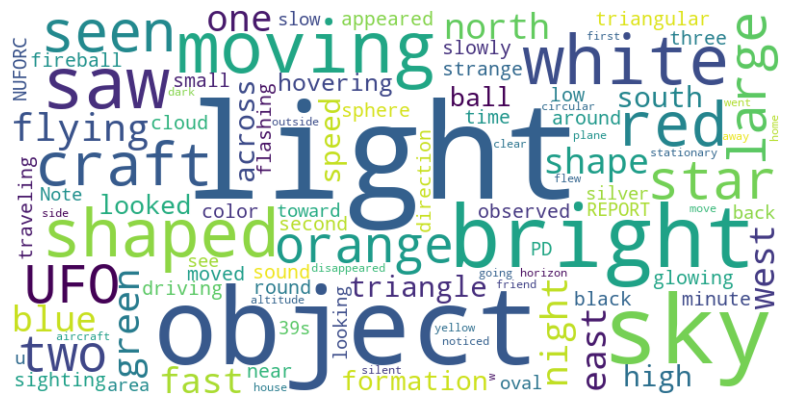 NUFORC
fireball
seen
saw
flying
craft
traveling
Note
side
looked
shaped
UFO
two
blue
sighting
u
aircraft
area
green
driving
moved
fast
see
color
toward
small
dark
cloud
moving
one
slow
appeared
across
flashing
hovering
outside
light
second
orange
sound
round
altitude
object
near
39s
disappeared
triangle
looking
silent
formation
speed
sphere
direction
north
slowly
strange
ball
time
clear
circular
plane
flew
observed
bright
PD
going
horizon
friend
yellow
noticed
house
oval
w
night
black
east
white
low
south
around
shape
stationary
silver
REPORT
move
star
glowing
minute
sky
high
red
triangular
first
three
large
went
away
home
back
west